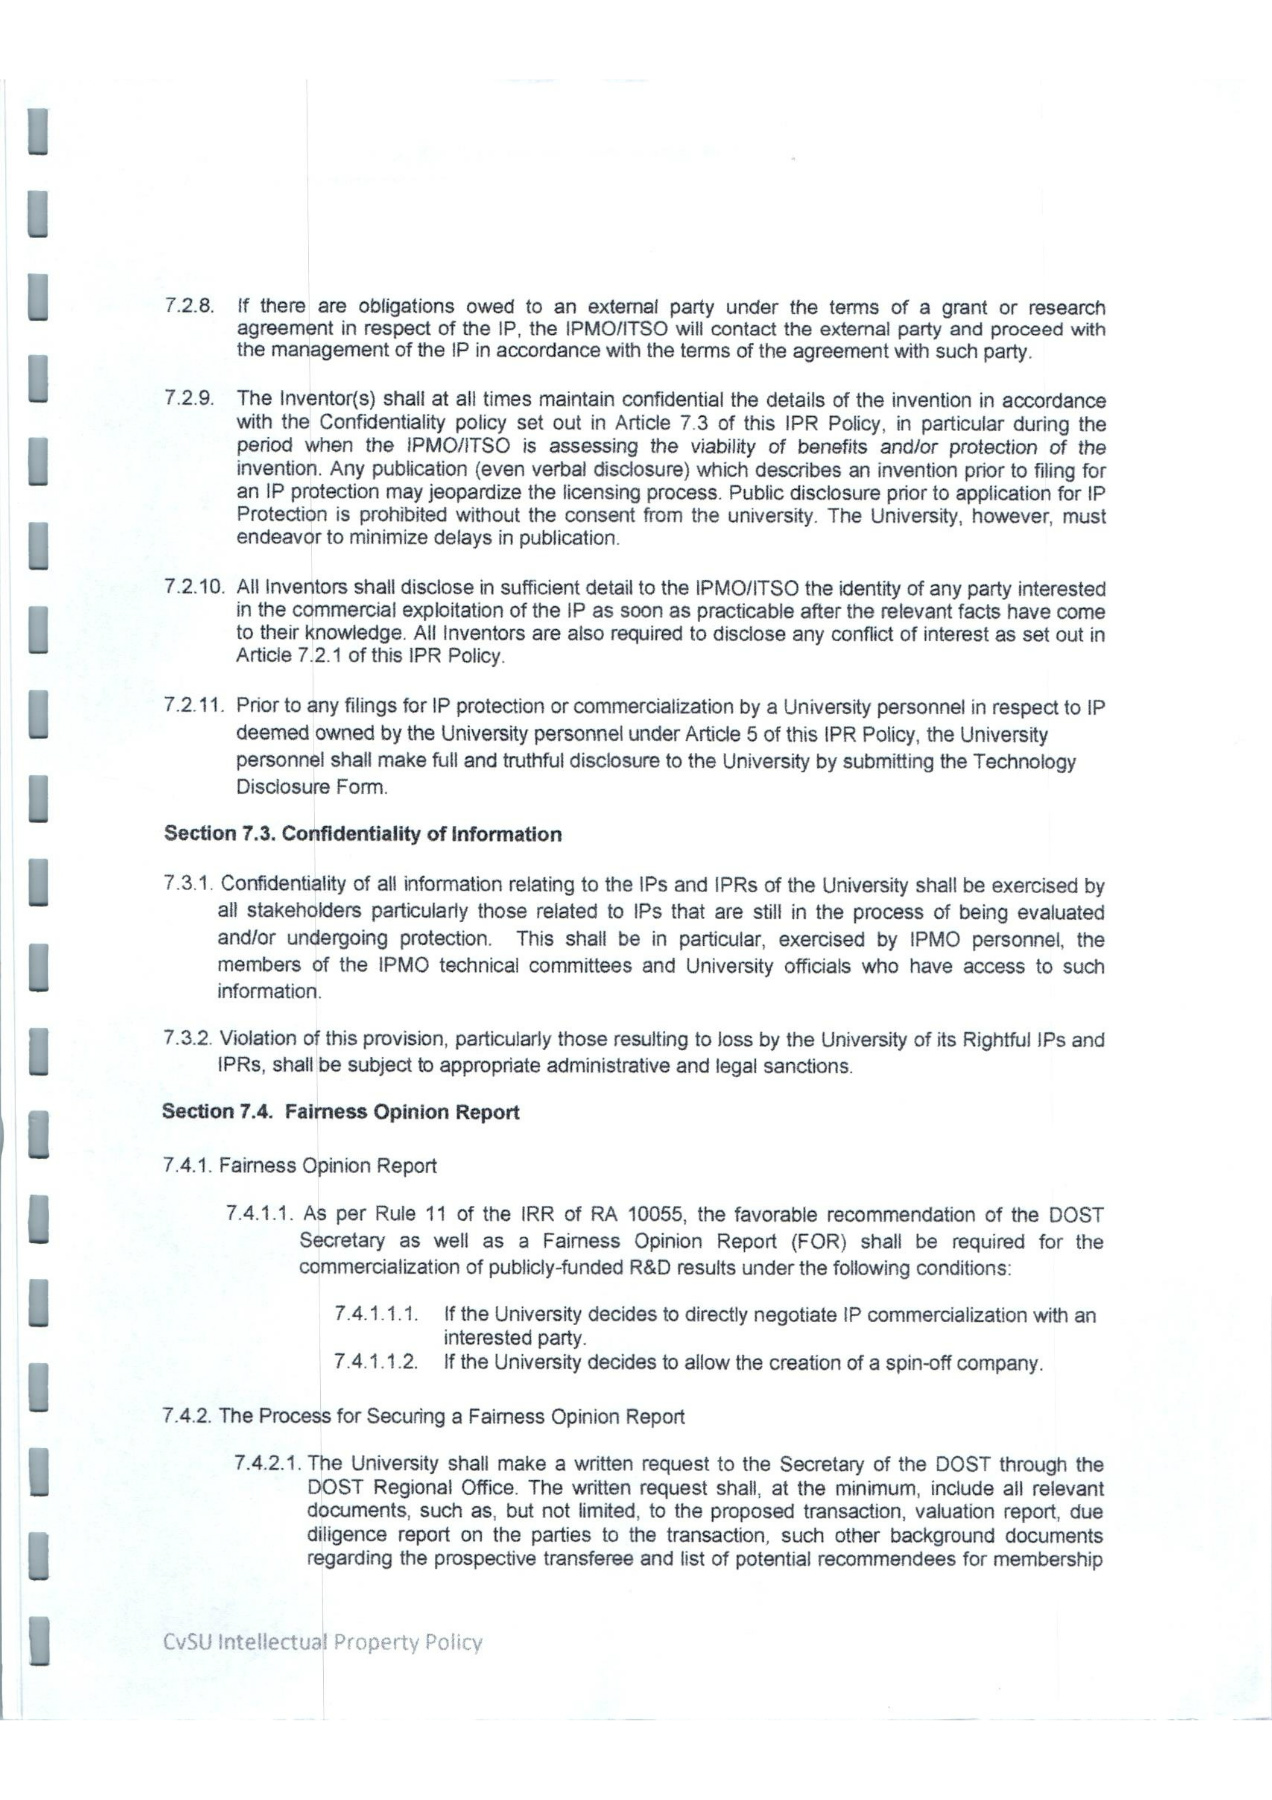 7.2.8. If there are obligations owed to an external party under the terms of a grant or research
agreement in respect of the IP, the IPMO/ITSO will contact the external party and proceed with
the management of the IP in accordance with the terms of the agreement with such party.
7.2.9. The Inventor(s) shall at all times maintain confidential the details of the invention in accordance
with the Confidentiality policy set out in Article 7.3 of this IPR Policy, in particular during the
period when the IPMO/ITSO is assessing the viability of benefits and/or protection of the
invention. Any publication (even verbal disclosure) which describes an invention prior to filing for
an IP protection may jeopardize the licensing process. Public disclosure prior to application for IP
Protection is prohibited without the consent from the university. The University, however, must
endeavor to minimize delays in publication.
7.2.10. All Inventors shall disclose in sufficient detail to the IPMO/ITSO the identity of any party interested
in the commercial exploitation of the IP as soon as practicable after the relevant facts have come
to their knowledge. All Inventors are also required to disclose any conflict of interest as set out in
Article 7.2.1 of this IPR Policy.
7.2.11. Prior to any filings for IP protection or commercialization by a University personnel in respect to IP
deemed owned by the University personnel under Article 5 of this IPR Policy, the University
personnel shall make full and truthful disclosure to the University by submitting the Technology
Disclosure Form.
Section 7.3. Confidentiality of Information
7.3.1. Confidentiality of all information relating to the IPs and IPRs of the University shall be exercised by
all stakeholders particularly those related to IPs that are still in the process of being evaluated
and/or undergoing protection. This shall be in particular, exercised by IPMO personnel, the
members of the IPMO technical committees and University officials who have access to such
information.
7.3.2. Violation of this provision, particularly those resulting to loss by the University of its Rightful IPs and
IPRs, shall be subject to appropriate administrative and legal sanctions.
Section 7.4. Fairness Opinion Report
7.4.1. Fairness Opinion Report
7.4.1.1. As per Rule 11 of the IRR of RA 10055, the favorable recommendation of the DOST
Secretary as well as a Fairness Opinion Report (FOR) shall be required for the
commercialization of publicly-funded R&D results under the following conditions:
7.4.1.1.1. If the University decides to directly negotiate IP commercialization with an
interested party.
7.4.1.1.2. If the University decides to allow the creation of a spin-off company.
7.4.2. The Process for Securing a Fairness Opinion Report
7.4.2.1. The University shall make a written request to the Secretary of the DOST through the
DOST Regional Office. The written request shall, at the minimum, include all relevant
documents, such as, but not limited, to the proposed transaction, valuation report, due
diligence report on the parties to the transaction, such other background documents
regarding the prospective transferee and list of potential recommendees for membership
CvSU Intellectual Property Policy